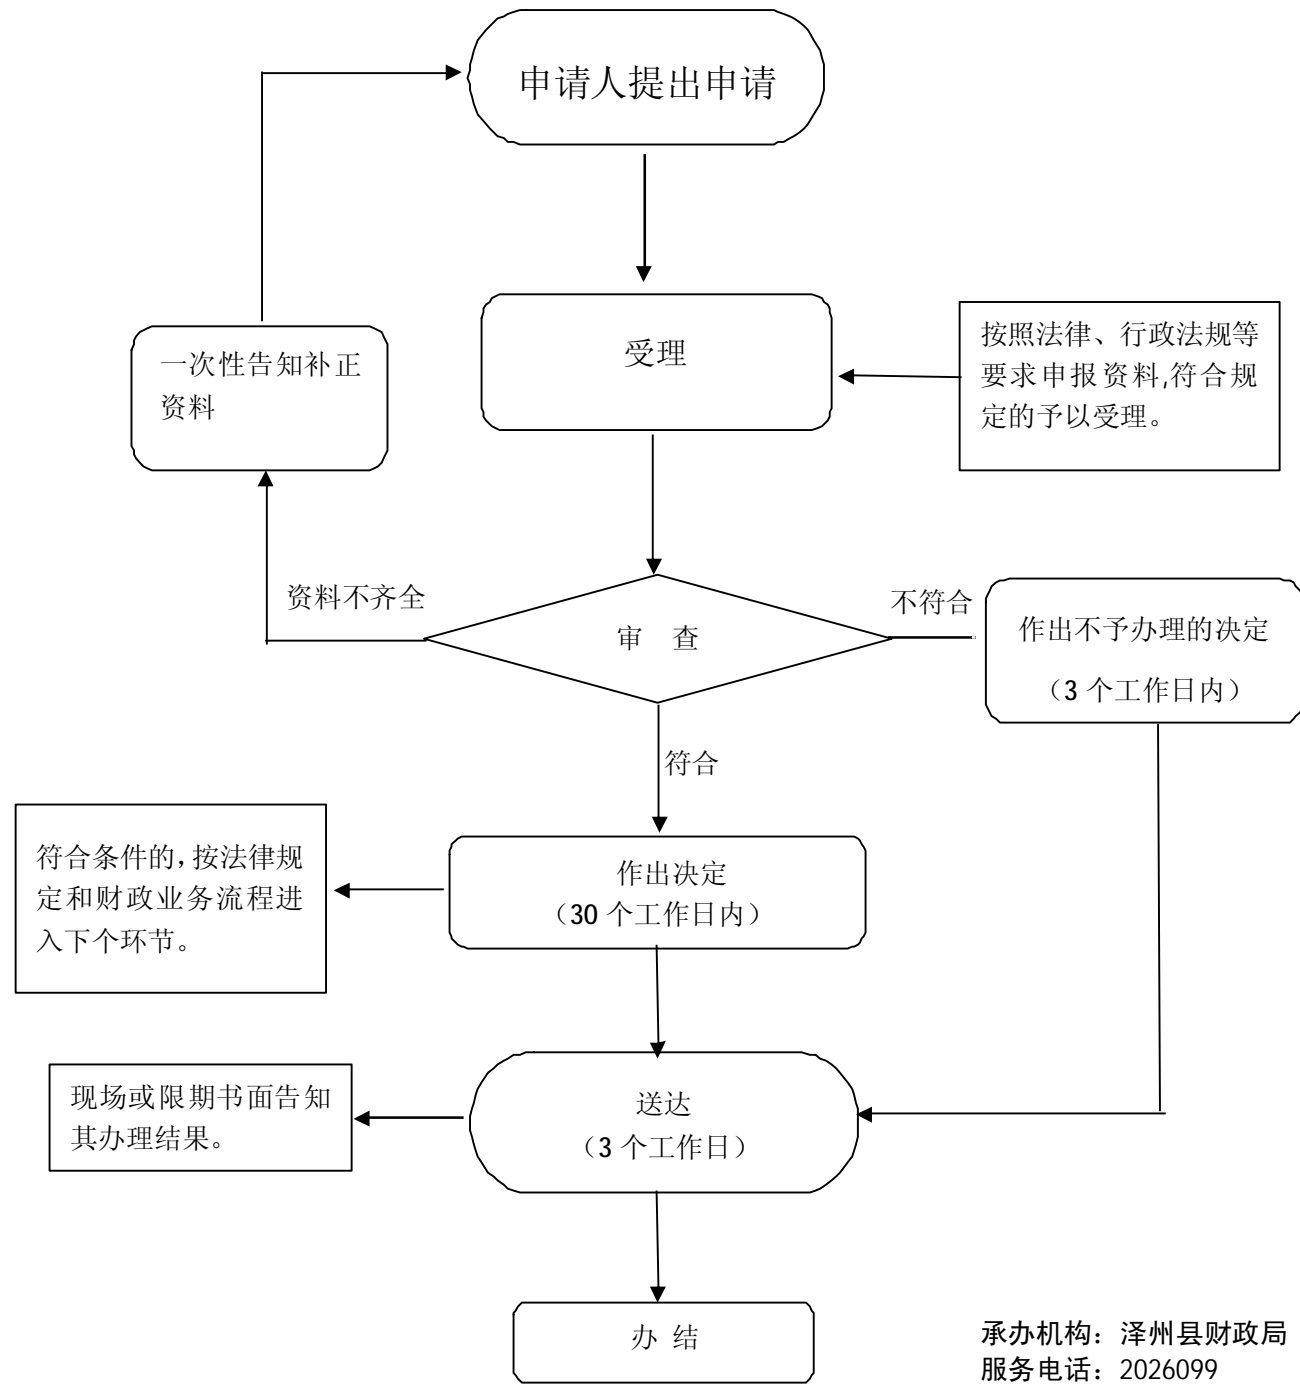 申请人提出申请
受理
按照法律、行政法规等
要求申报资料,符合规
定的予以受理。
一次性告知补正
资料
资料不齐全
审 查
不符合
作出不予办理的决定
（3 个工作日内）
符合
符合条件的，按法律规
定和财政业务流程进
入下个环节。
作出决定
（30 个工作日内）
现场或限期书面告知
其办理结果。
送达
（3 个工作日）
办 结
承办机构：泽州县财政局
服务电话：2026099